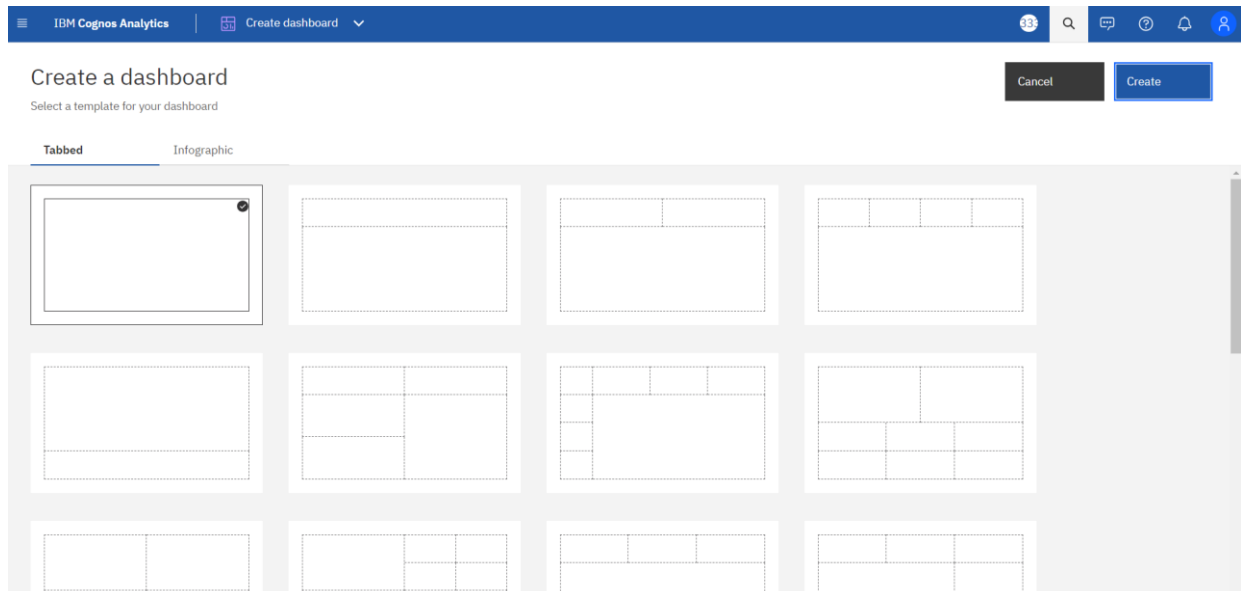 IBM Cognos Analytics
Create dashboard
Create a dashboard
Cancel
Create
Select a template for your dashboard
Tabbed
Infographic